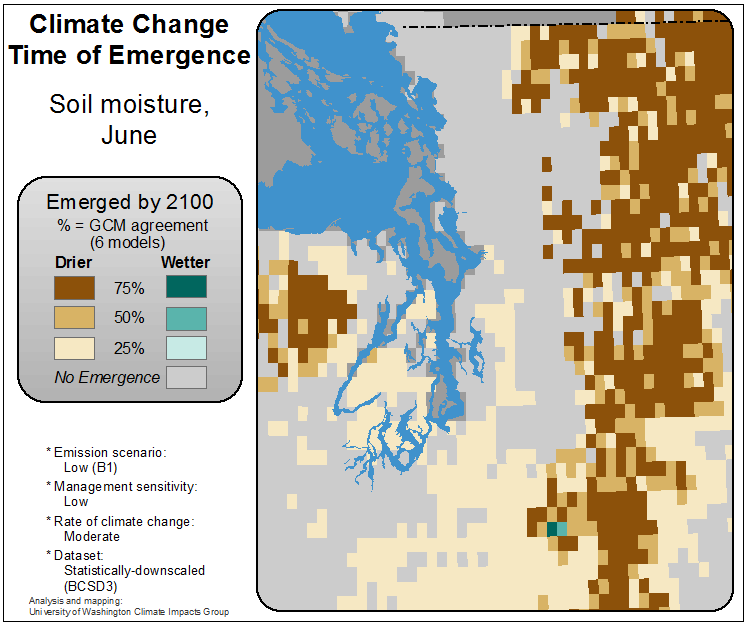 Climate Change
Time of Emergence
Soil moisture,
June
Emerged by 2100
% = GCM agreement
(6 models)
Drier Wetter
75%
50%
25%
No Emergence
* Emission scenario:
Low (B1)
* Management sensitivity:
Low
* Rate of climate change:
Moderate
* Dataset:
Statistically-downscaled
(BCSD3)
Analysis and mapping:
University of Washington Climate Impacts Group